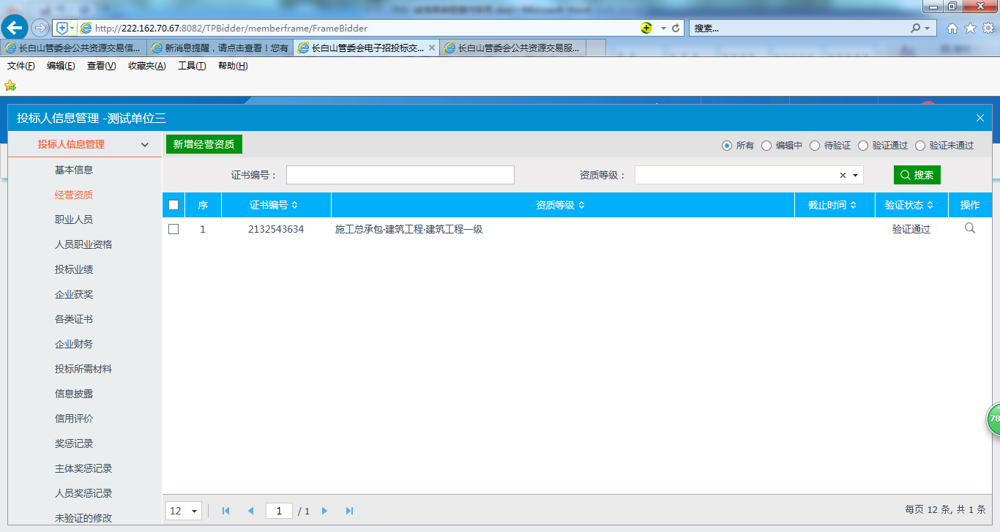 http://222.162.70.67:8082/TPBidder/memberframe/FrameBidder
搜索...
长白山管委会公共资源交易信...
新消息提醒，请点击查看！您有
长白山管委会电子招投标交...
长白山管委会公共资源交易服...
文件(F) 编辑(E) 查看(V) 收藏夹(A) 工具(T) 帮助(H)
投标人信息管理 -测试单位三
投标人信息管理
基本信息
经营资质
职业人员
人员职业资格
投标业绩
企业获奖
各类证书
企业财务
投标所需材料
信息披露
信用评价
奖惩记录
主体奖惩记录
人员奖惩记录
未验证的修改
新增经营资质
所有 编辑中 待验证 验证通过 验证未通过
证书编号： 资质等级： 搜索
序 证书编号 资质等级 截止时间 验证状态 操作
1 2132543634 施工总承包·建筑工程·建筑工程一级 验证通过
12 1 / 1 每页 12 条, 共 1 条
78